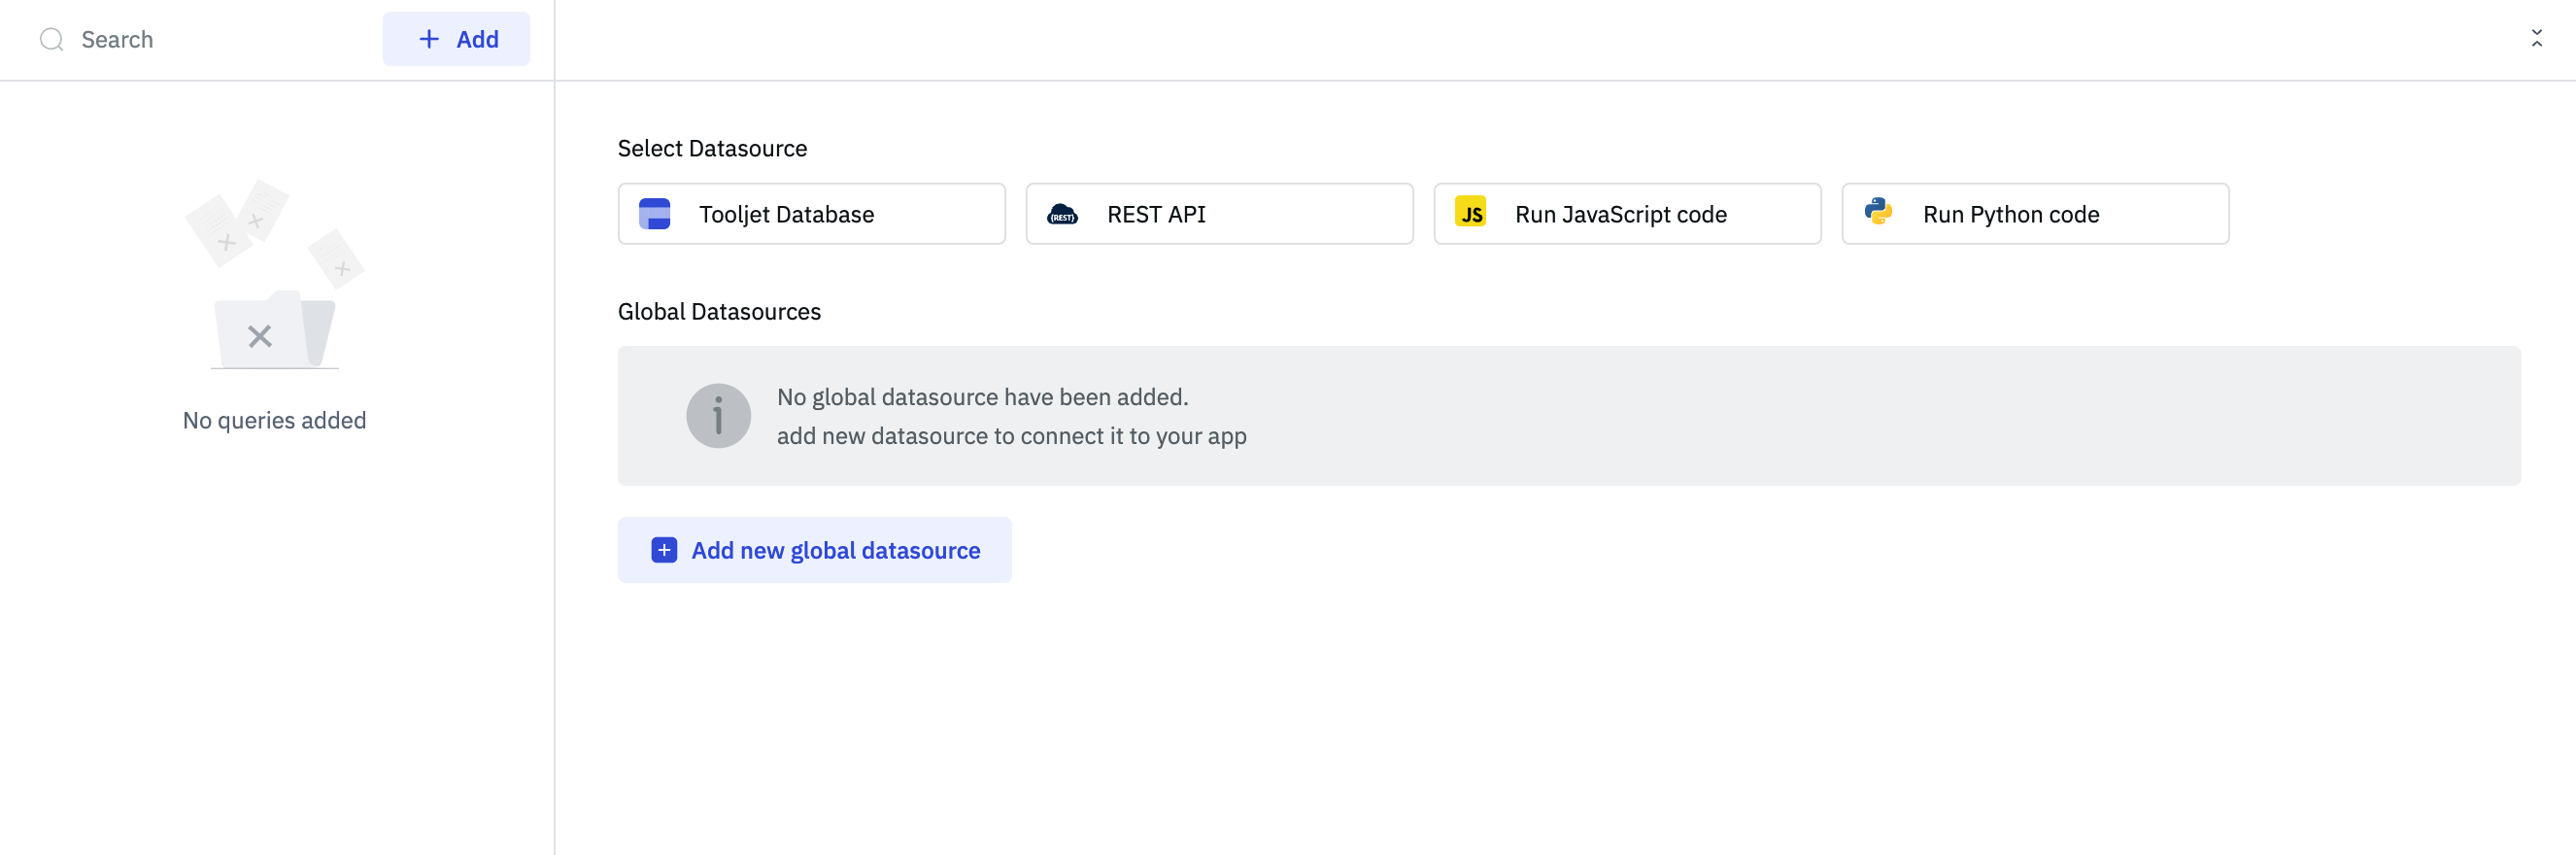 Search
Add
No queries added
Select Datasource
Tooljet Database
{REST}
REST API
JS
Run JavaScript code
Run Python code
Global Datasources
No global datasource have been added.
add new datasource to connect it to your app
Add new global datasource